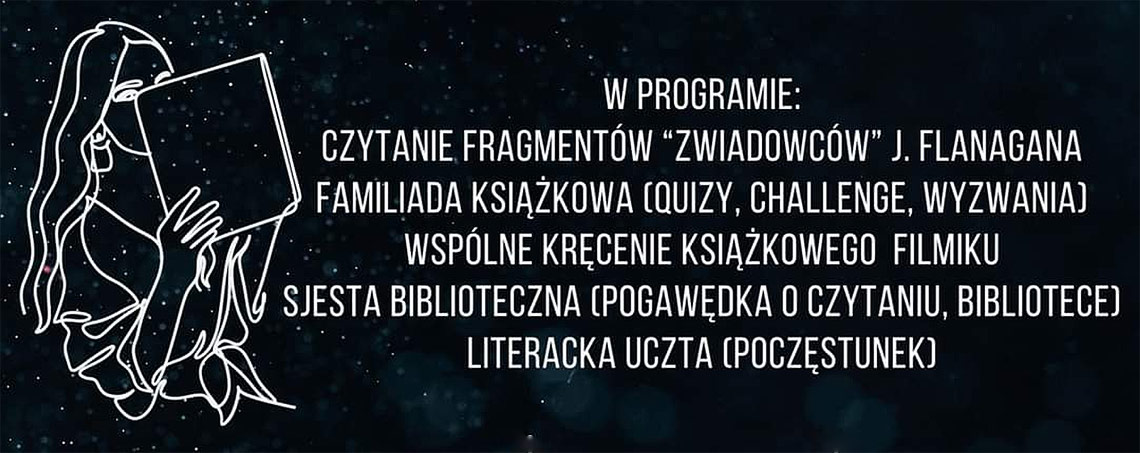 W PROGRAMIE:
CZYTANIE FRAGMENTÓW “ZWIADOWCÓW” J. FLANAGANA
FAMILIADA KSIĄŻKOWA (QUIZY, CHALLENGE, WYZWANIA)
WSPÓLNE KRĘCENIE KSIĄŻKOWEGO FILMIKU
SJESTA BIBLIOTECZNA (POGAWĘDKA O CZYTANIU, BIBLIOTECE)
LITERACKA UCZTA (POCZĘSTUNEK)